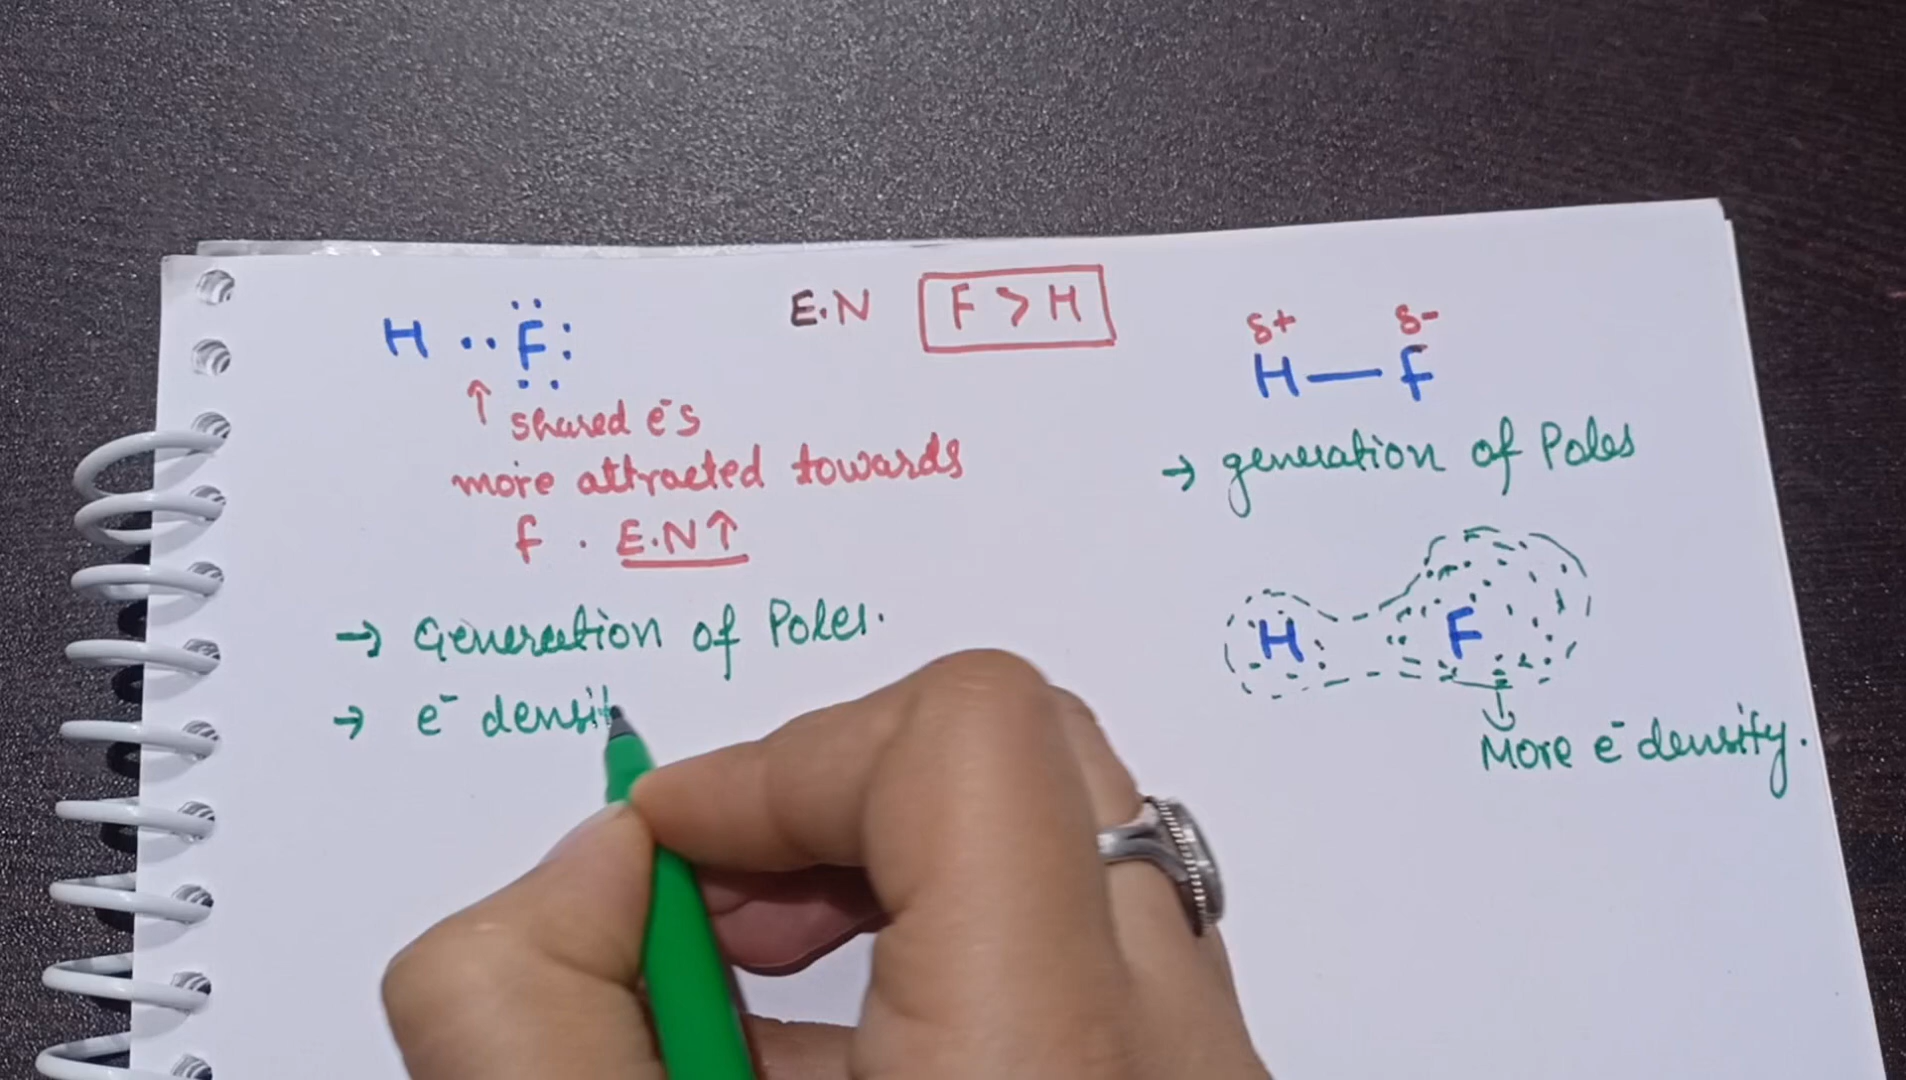 H ·· F̈ :
↑ shared e⁻s
more attracted towards
F . E.N↑
→ Generation of Poles.
→ e⁻ densit
E.N F > H
δ+ δ-
H — F
→ generation of Poles
H F
More e⁻ density.